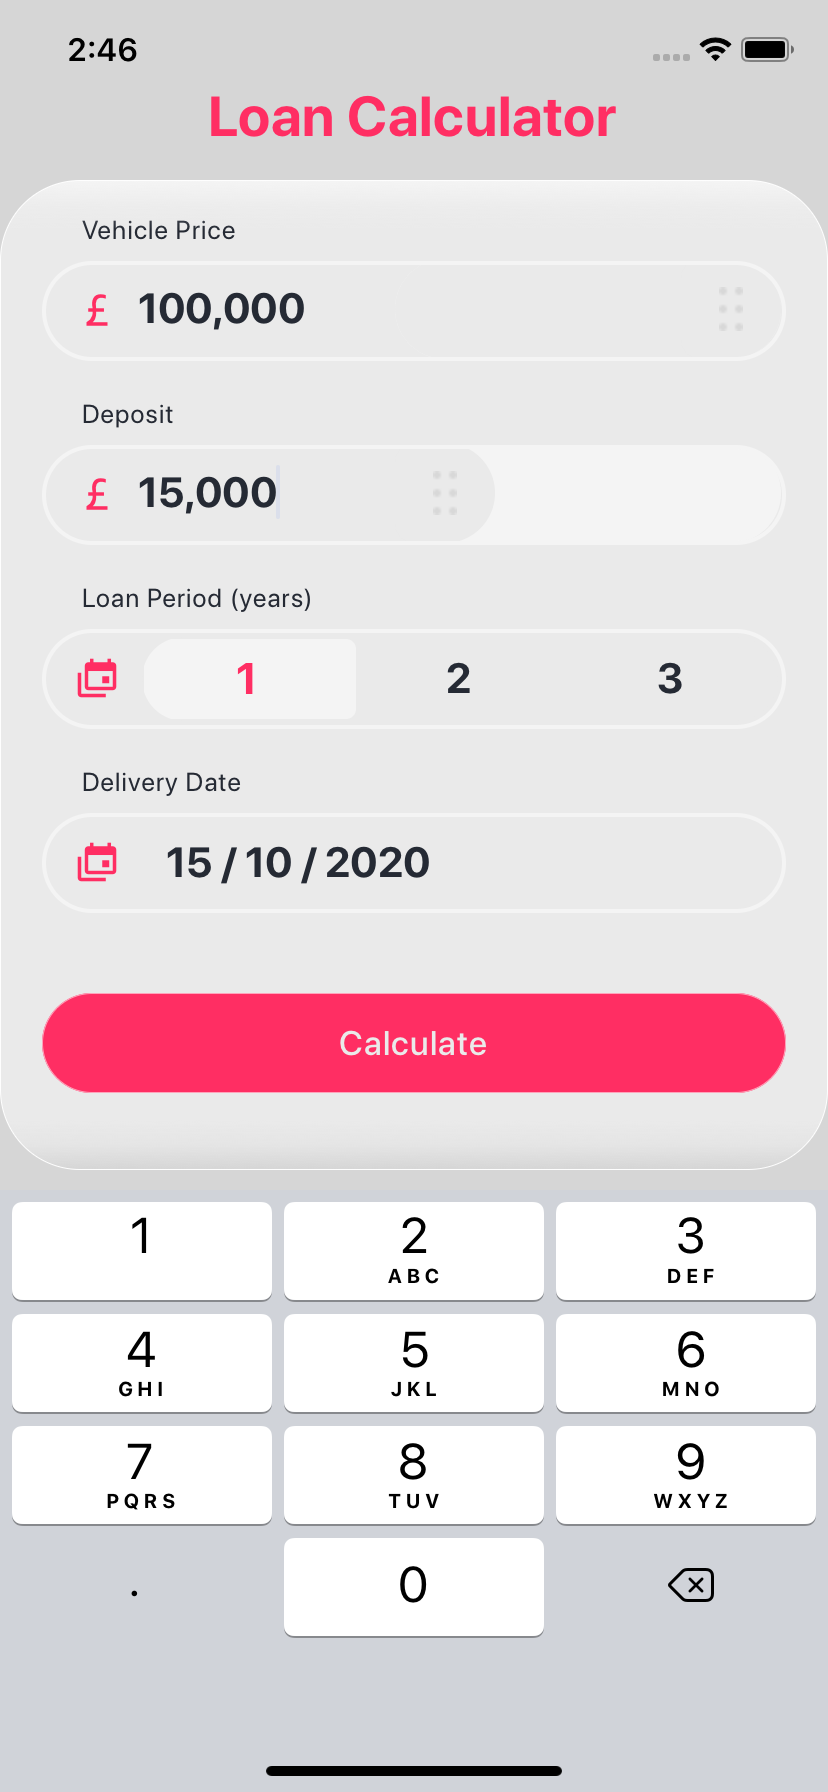 2:46
Loan Calculator
Vehicle Price
£ 100,000
Deposit
£ 15,000
Loan Period (years)
1 2 3
Delivery Date
15 / 10 / 2020
Calculate
1 2 3
ABC DEF
4 5 6
GHI JKL MNO
7 8 9
PQRS TUV WXYZ
. 0